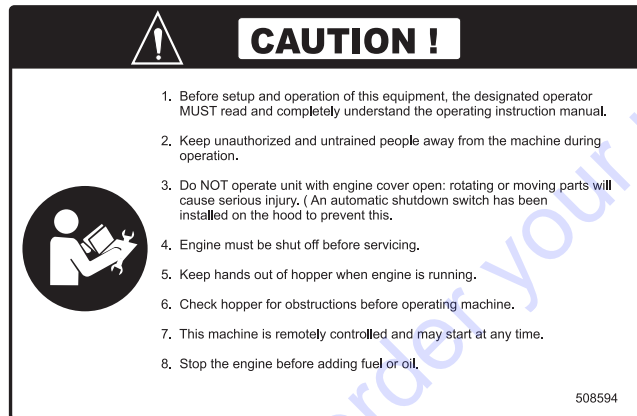 CAUTION !
1. Before setup and operation of this equipment, the designated operator
MUST read and completely understand the operating instruction manual.
2. Keep unauthorized and untrained people away from the machine during
operation.
3. Do NOT operate unit with engine cover open: rotating or moving parts will
cause serious injury. ( An automatic shutdown switch has been
installed on the hood to prevent this.
4. Engine must be shut off before servicing.
5. Keep hands out of hopper when engine is running.
6. Check hopper for obstructions before operating machine.
7. This machine is remotely controlled and may start at any time.
8. Stop the engine before adding fuel or oil.
508594
order your